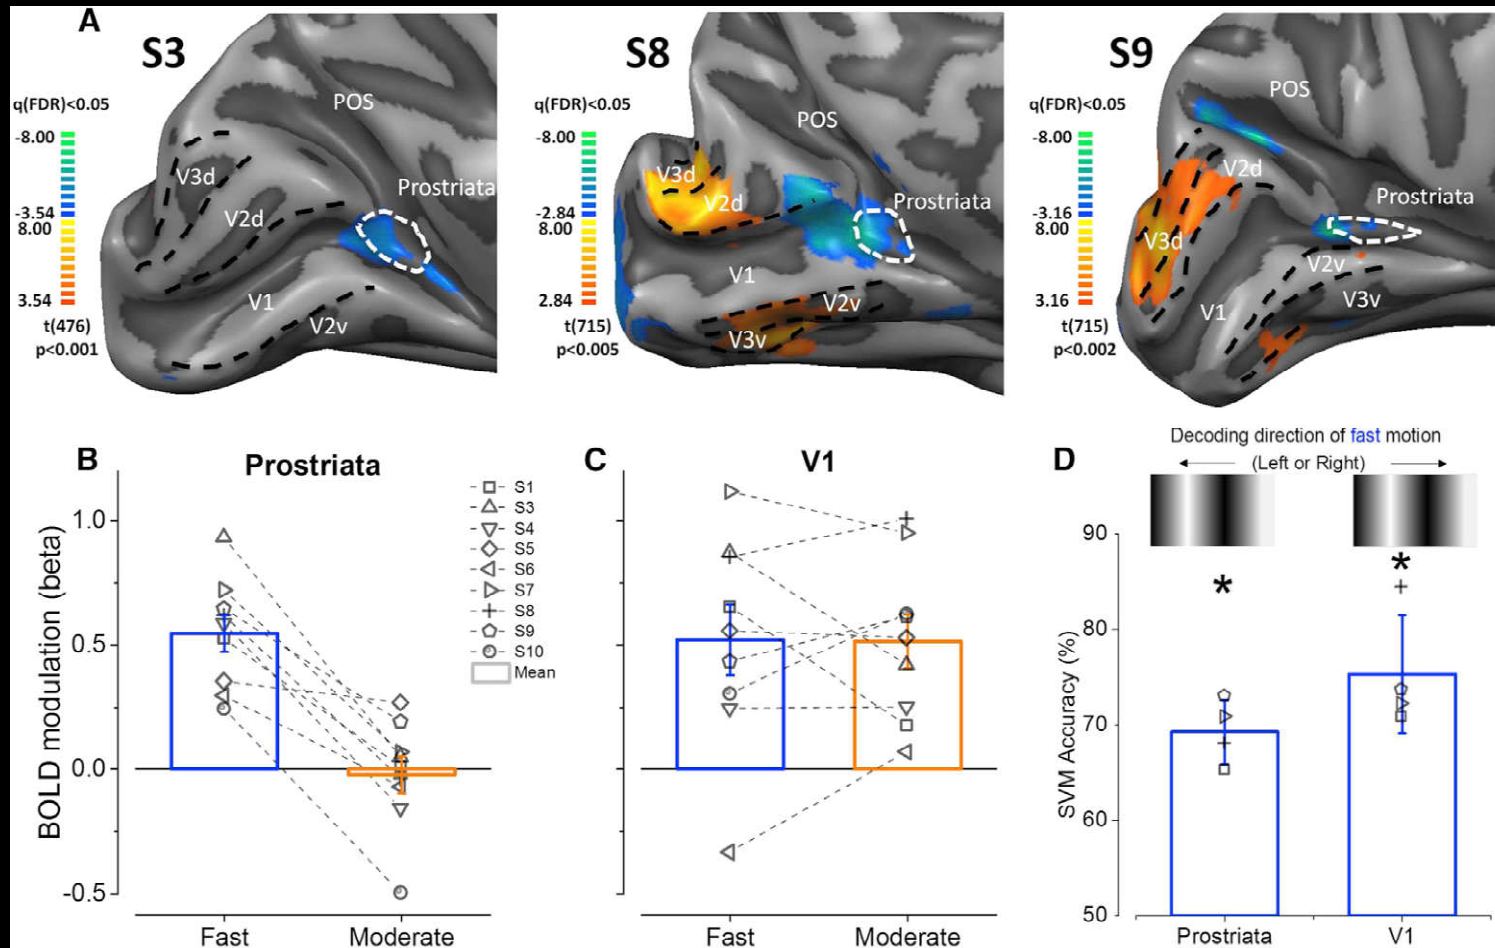 A
S3
q(FDR)<0.05
-8.00
-3.54
8.00
3.54
t(476)
p<0.001
POS
V3d
V2d
Prostriata
V1
V2v
S8
q(FDR)<0.05
-8.00
-2.84
8.00
2.84
t(715)
p<0.005
POS
V3d
V2d
Prostriata
V1
V2v
V3v
S9
q(FDR)<0.05
-8.00
-3.16
8.00
3.16
t(715)
p<0.002
POS
V2d
Prostriata
V3d
V2v
V1
V3v
B
Prostriata
BOLD modulation (beta)
1.0
0.5
0.0
-0.5
Fast
Moderate
S1
S3
S4
S5
S6
S7
S8
S9
S10
Mean
C
V1
Fast
Moderate
D
Decoding direction of fast motion
(Left or Right)
*
*
SVM Accuracy (%)
90
80
70
60
50
Prostriata
V1